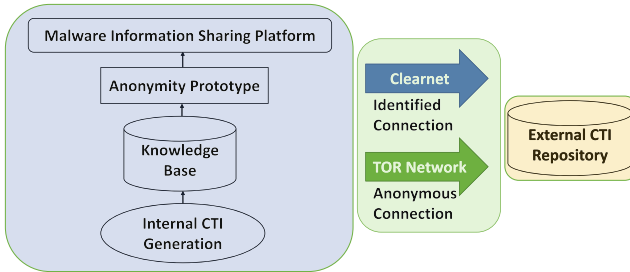 Malware Information Sharing Platform
Anonymity Prototype
Knowledge
Base
Internal CTI
Generation
Clearnet
Identified
Connection
TOR Network
Anonymous
Connection
External CTI
Repository